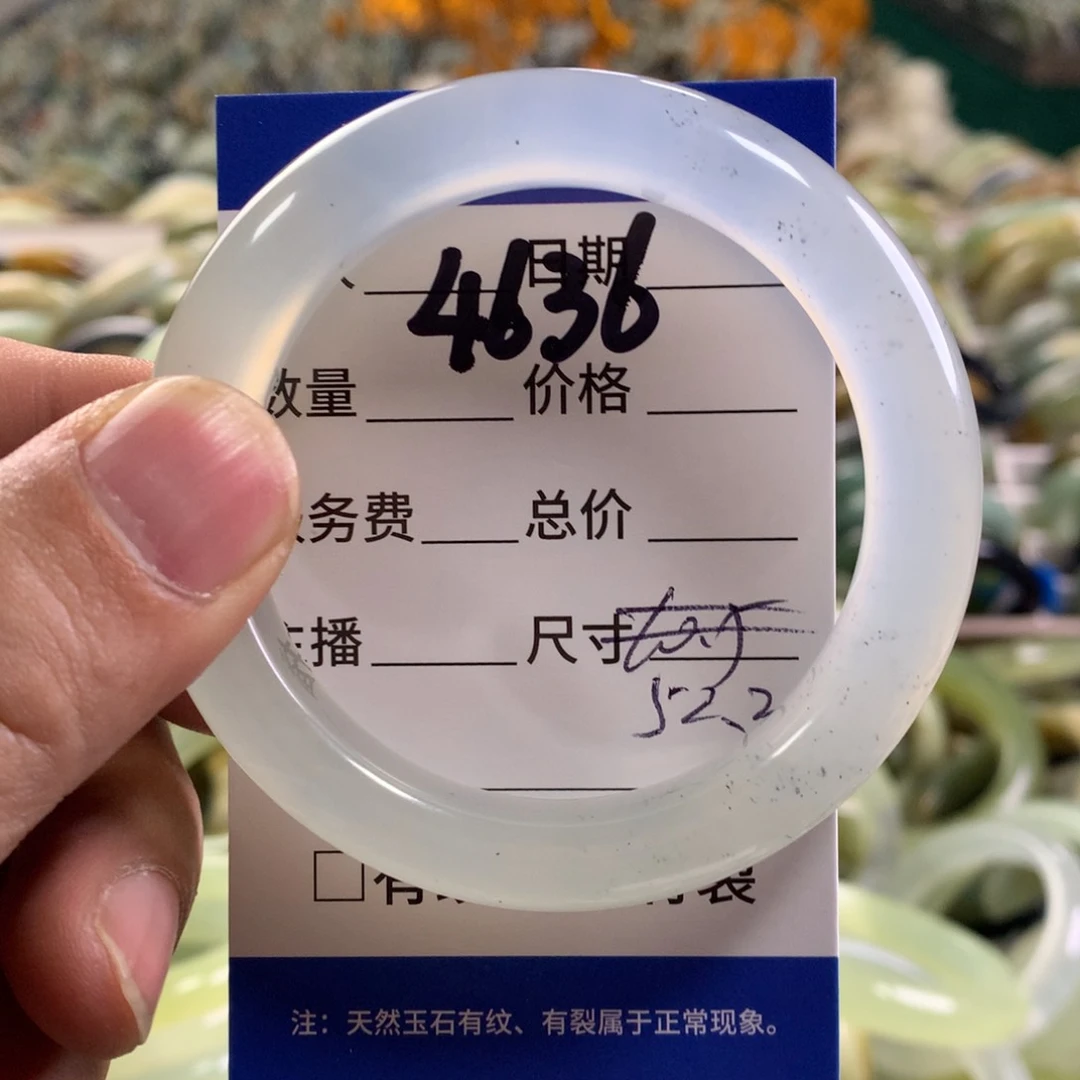 4636
日期
数量 价格
务费 总价
主播 尺寸
52.2
□有
注：天然玉石有纹、有裂属于正常现象。